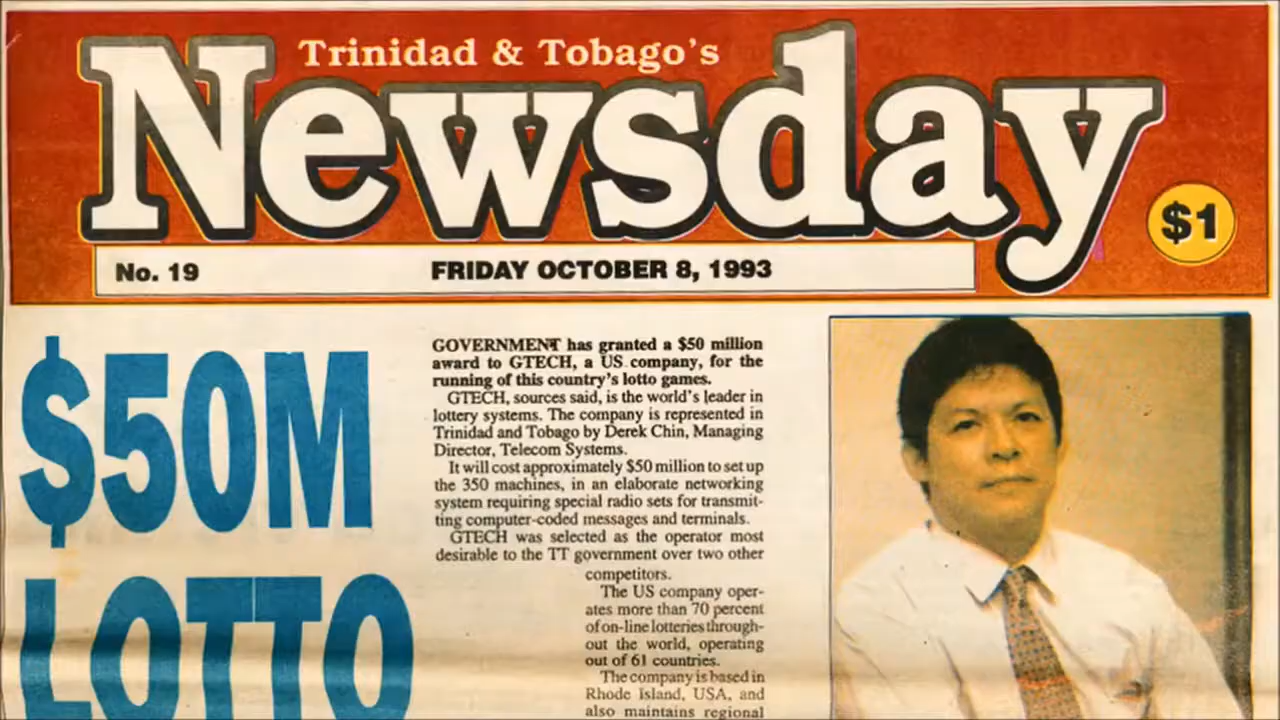 Trinidad & Tobago's
Newsday
$1
No. 19
FRIDAY OCTOBER 8, 1993
$50M
LOTTO
GOVERNMENT has granted a $50 million
award to GTECH, a US company, for the
running of this country's lotto games.
GTECH, sources said, is the world's leader in
lottery systems. The company is represented in
Trinidad and Tobago by Derek Chin, Managing
Director, Telecom Systems.
It will cost approximately $50 million to set up
the 350 machines, in an elaborate networking
system requiring special radio sets for transmit-
ting computer-coded messages and terminals.
GTECH was selected as the operator most
desirable to the TT government over two other
competitors.
The US company oper-
ates more than 70 percent
of on-line lotteries through-
out the world, operating
out of 61 countries.
The company is based in
Rhode Island, USA, and
also maintains regional